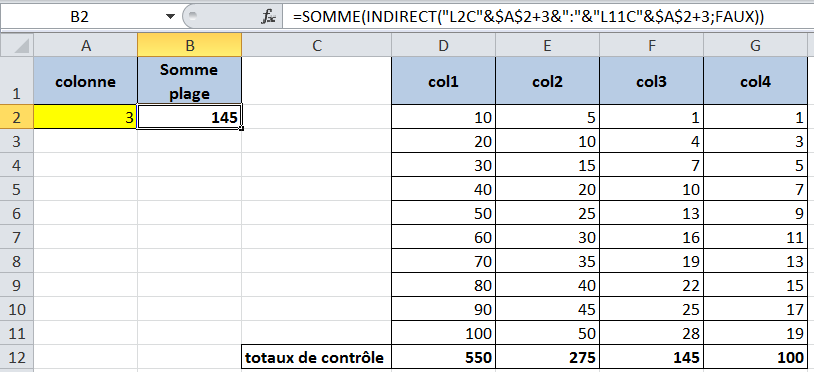 B2 fx =SOMME(INDIRECT("L2C"&$A$2+3&":"&"L11C"&$A$2+3;FAUX))
A B C D E F G
1 colonne Somme plage col1 col2 col3 col4
2 3 145 10 5 1 1
3 20 10 4 3
4 30 15 7 5
5 40 20 10 7
6 50 25 13 9
7 60 30 16 11
8 70 35 19 13
9 80 40 22 15
10 90 45 25 17
11 100 50 28 19
12 totaux de contrôle 550 275 145 100